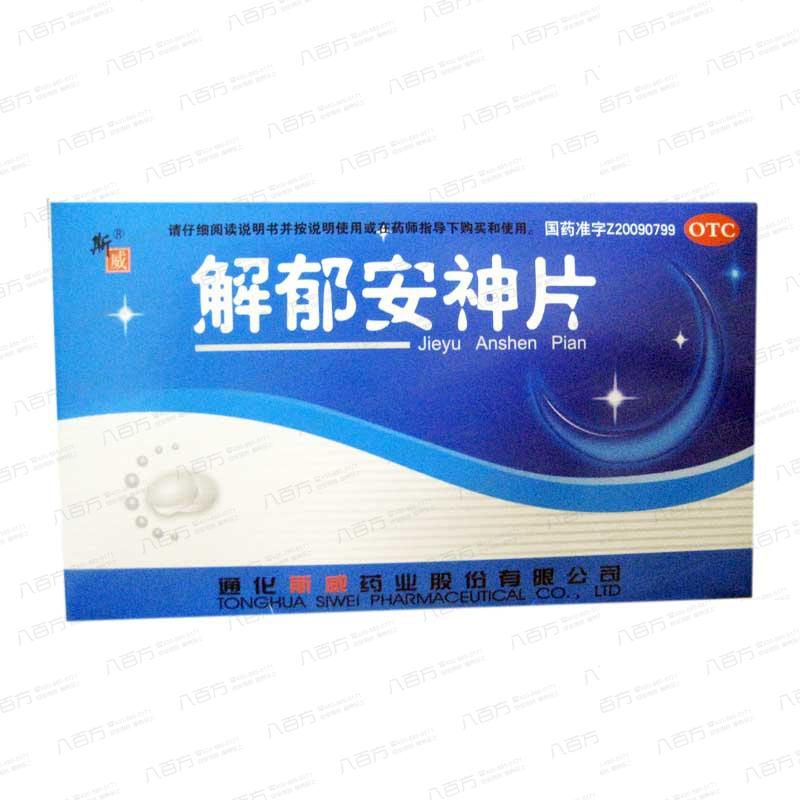 请仔细阅读说明书并按说明使用或在药师指导下购买和使用。
国药准字Z20090799
OTC
斯®
威
解郁安神片
Jieyu Anshen Pian
通化斯威药业股份有限公司
TONGHUA SIWEI PHARMACEUTICAL CO., LTD
八百方